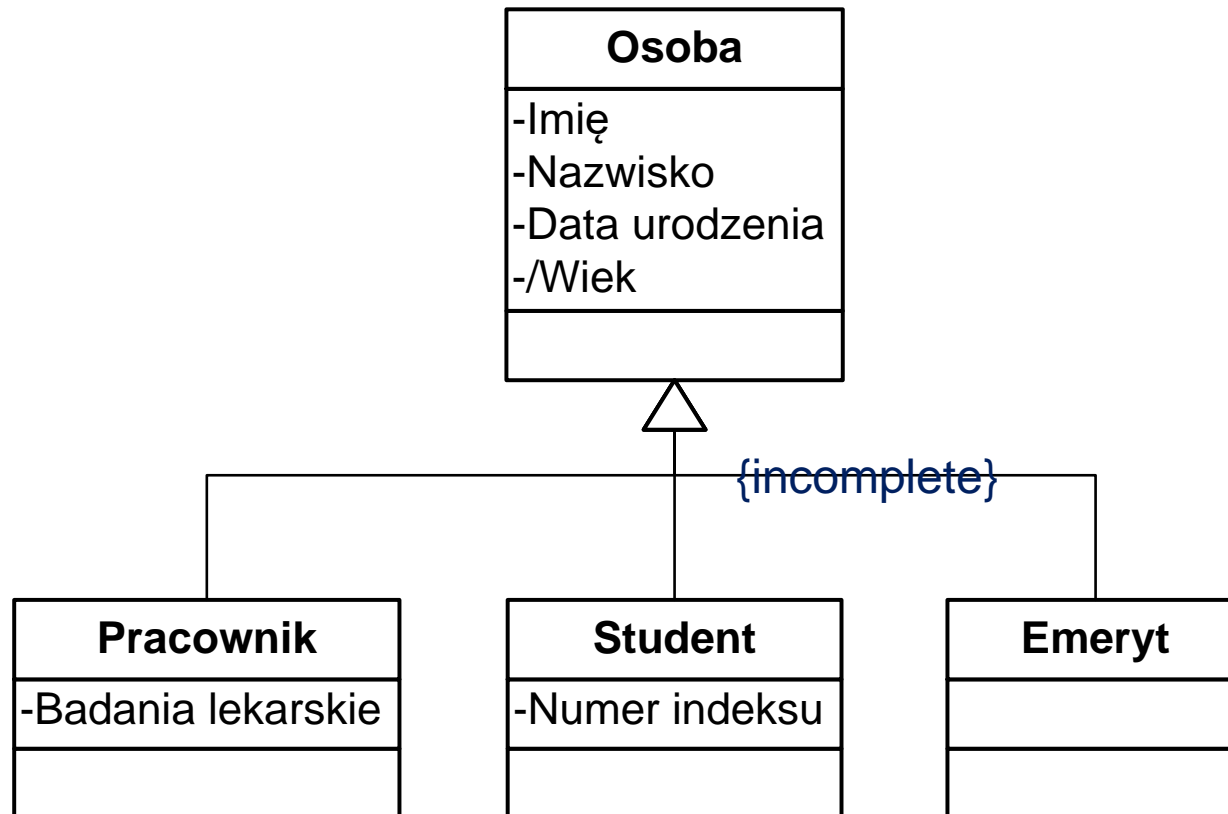 Osoba
-Imię
-Nazwisko
-Data urodzenia
-/Wiek
{incomplete}
Pracownik
-Badania lekarskie
Student
-Numer indeksu
Emeryt